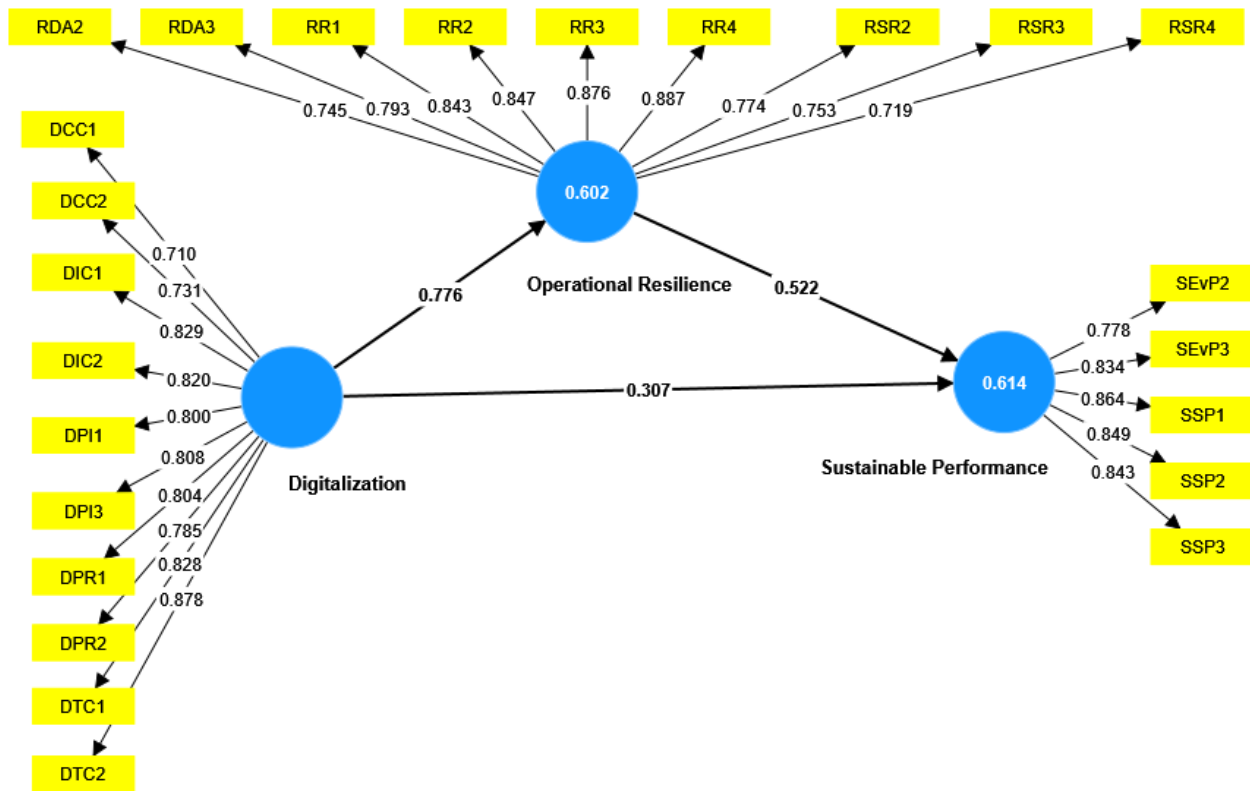 RDA2 RDA3 RR1 RR2 RR3 RR4 RSR2 RSR3 RSR4
0.745 0.793 0.843 0.847 0.876 0.887 0.774 0.753 0.719
DCC1
DCC2
DIC1
DIC2
DPI1
DPI3
DPR1
DPR2
DTC1
DTC2
0.710
0.731
0.829
0.820
0.800
0.808
0.804
0.785
0.828
0.878
Digitalization
0.776
0.602
Operational Resilience
0.522
0.307
0.614
Sustainable Performance
0.778
0.834
0.864
0.849
0.843
SEvP2
SEvP3
SSP1
SSP2
SSP3